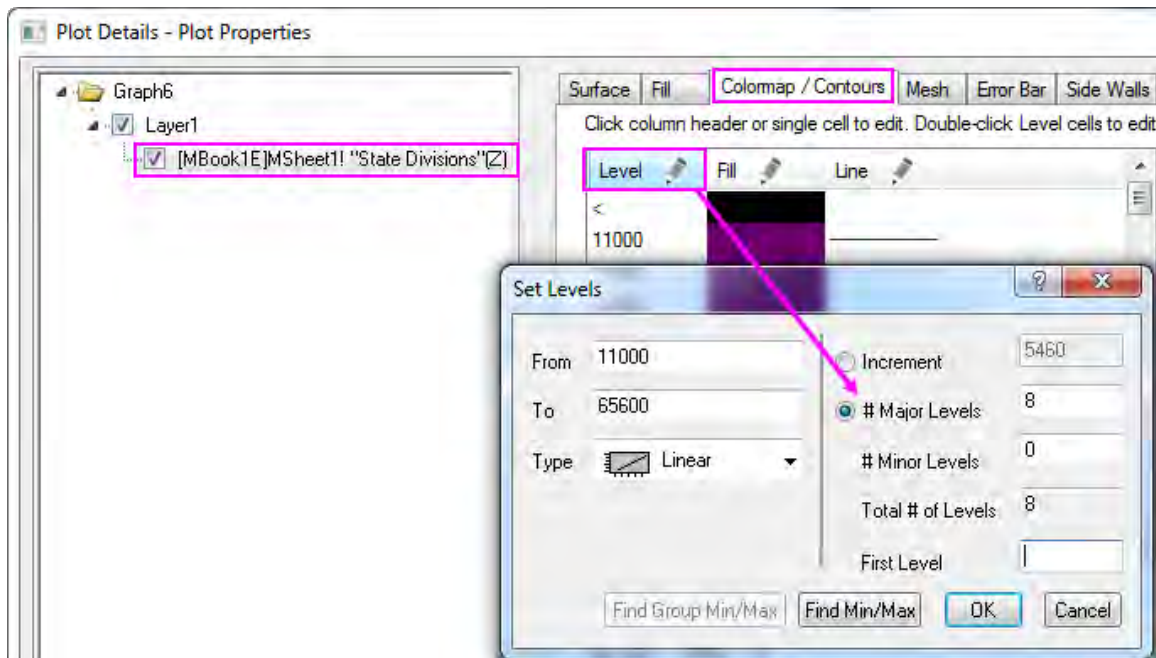 Plot Details - Plot Properties
Graph6
Layer1
[MBook1E]MSheet1! "State Divisions"(Z)
Surface Fill Colormap / Contours Mesh Error Bar Side Walls
Click column header or single cell to edit. Double-click Level cells to edit
Level Fill Line
<
11000
Set Levels
From 11000
To 65600
Type Linear
Increment 5460
# Major Levels 8
# Minor Levels 0
Total # of Levels 8
First Level
Find Group Min/Max Find Min/Max OK Cancel